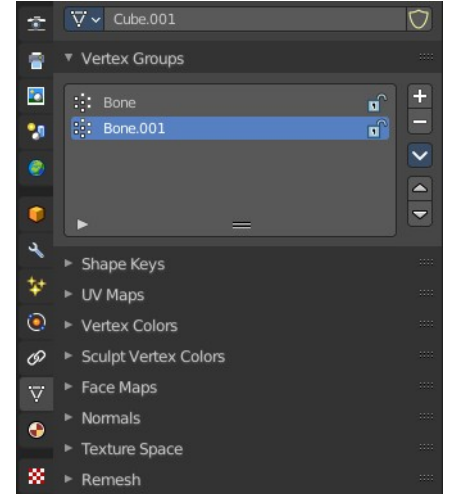 Cube.001
Vertex Groups
Bone
Bone.001
Shape Keys
UV Maps
Vertex Colors
Sculpt Vertex Colors
Face Maps
Normals
Texture Space
Remesh